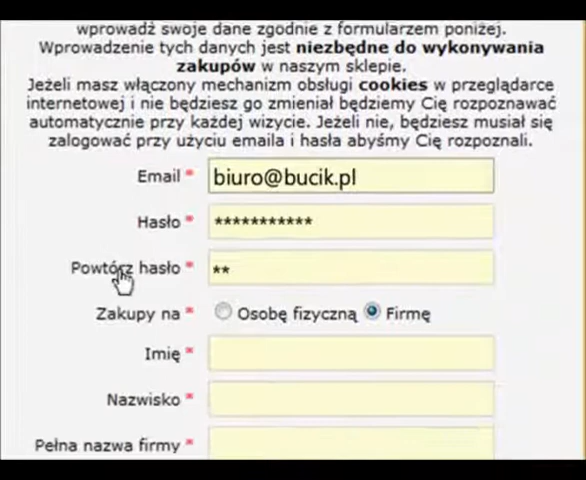 wprowadź swoje dane zgodnie z formularzem poniżej.
Wprowadzenie tych danych jest niezbędne do wykonywania
zakupów w naszym sklepie.
Jeżeli masz włączony mechanizm obsługi cookies w przeglądarce
internetowej i nie będziesz go zmieniał będziemy Cię rozpoznawać
automatycznie przy każdej wizycie. Jeżeli nie, będziesz musiał się
zalogować przy użyciu emaila i hasła abyśmy Cię rozpoznali.
Email * biuro@bucik.pl
Hasło * ***********
Powtórz hasło * **
Zakupy na * Osobę fizyczną Firmę
Imię *
Nazwisko *
Pełna nazwa firmy *